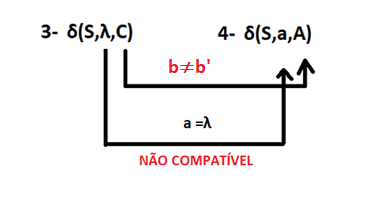 3- δ(S,λ,C) 4- δ(S,a,A)
b≠b'
a =λ
NÃO COMPATÍVEL